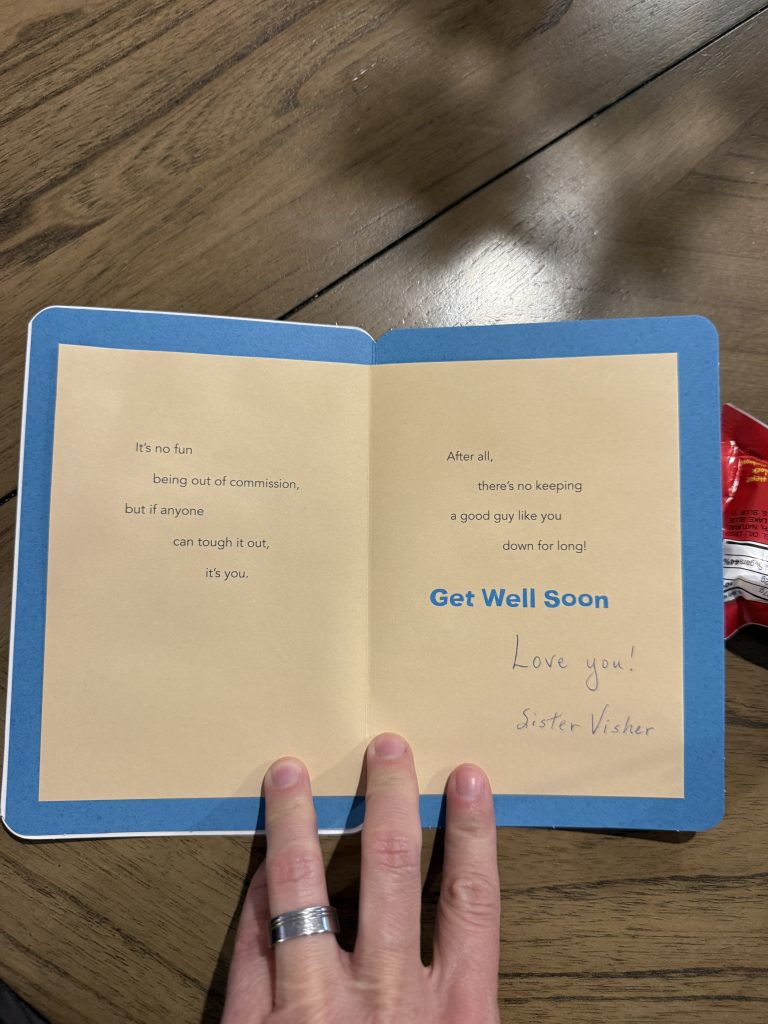 It's no fun
being out of commission,
but if anyone
can tough it out,
it's you.
After all,
there's no keeping
a good guy like you
down for long!
Get Well Soon
Love you!
Sister Visher